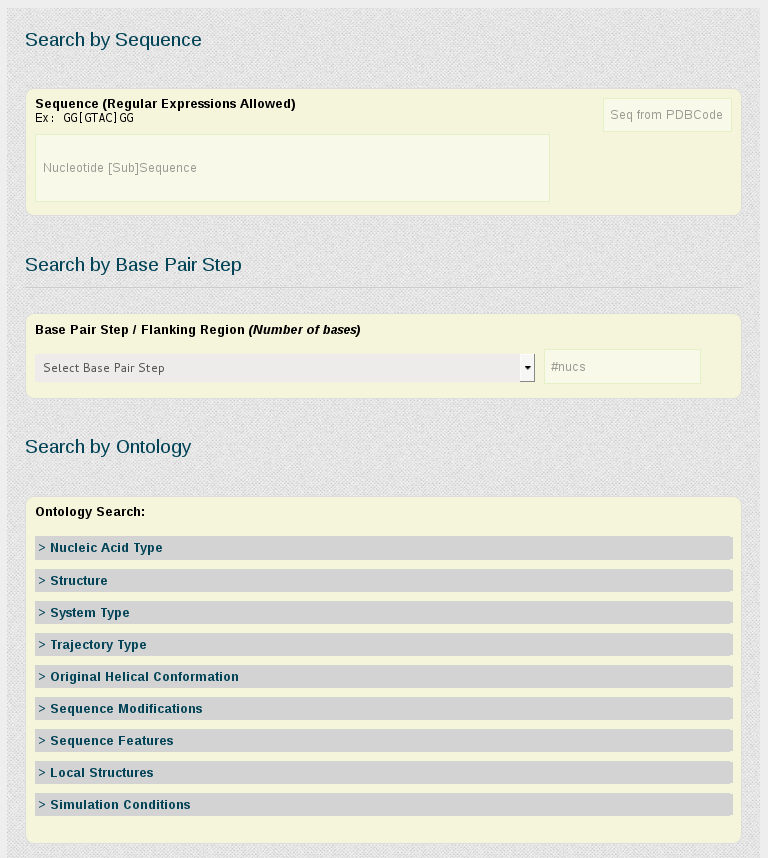 Search by Sequence
Sequence (Regular Expressions Allowed)
Ex: GG[GTAC]GG
Seq from PDBCode
Nucleotide [Sub]Sequence
Search by Base Pair Step
Base Pair Step / Flanking Region (Number of bases)
Select Base Pair Step
#nucs
Search by Ontology
Ontology Search:
> Nucleic Acid Type
> Structure
> System Type
> Trajectory Type
> Original Helical Conformation
> Sequence Modifications
> Sequence Features
> Local Structures
> Simulation Conditions